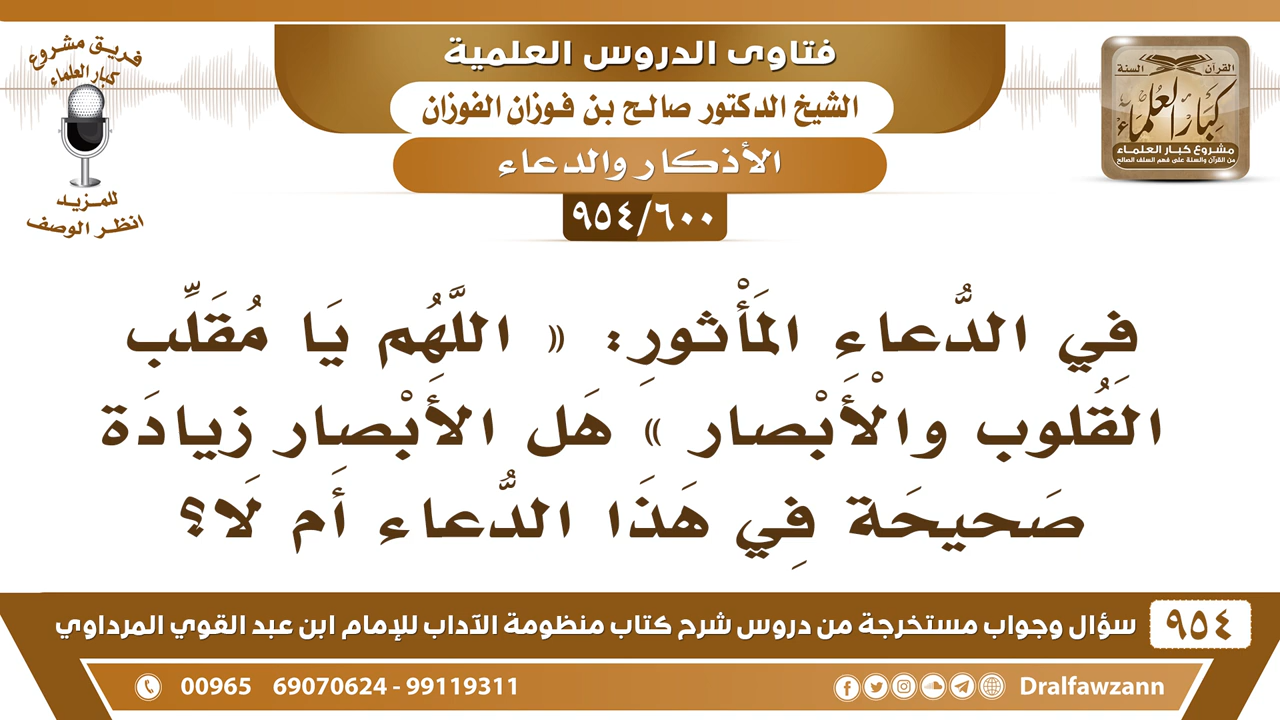 فريق مشروع
كبار العلماء
للمزيد
انظر الوصف
فتاوى الدروس العلمية
الشيخ الدكتور صالح بن فوزان الفوزان
الأذكار والدعاء
٩٥٤/٦٠٠
القرآن السنة
كبار العلماء
مشروع كبار العلماء
من القرآن والسنة على فهم السلف الصالح
في الدُّعاء المَأْثورِ: « اللَّهُم يَا مُقَلِّب
القُلوب والْأَبْصار » هَل الأَبْصار زيادَة
صَحيحَة فِي هَذَا الدُّعاء أَم لَا؟
٩٥٤ سؤال وجواب مستخرجة من دروس شرح كتاب منظومة الآداب للإمام ابن عبد القوي المرداوي
00965 69070624 - 99119311
Dralfawzann